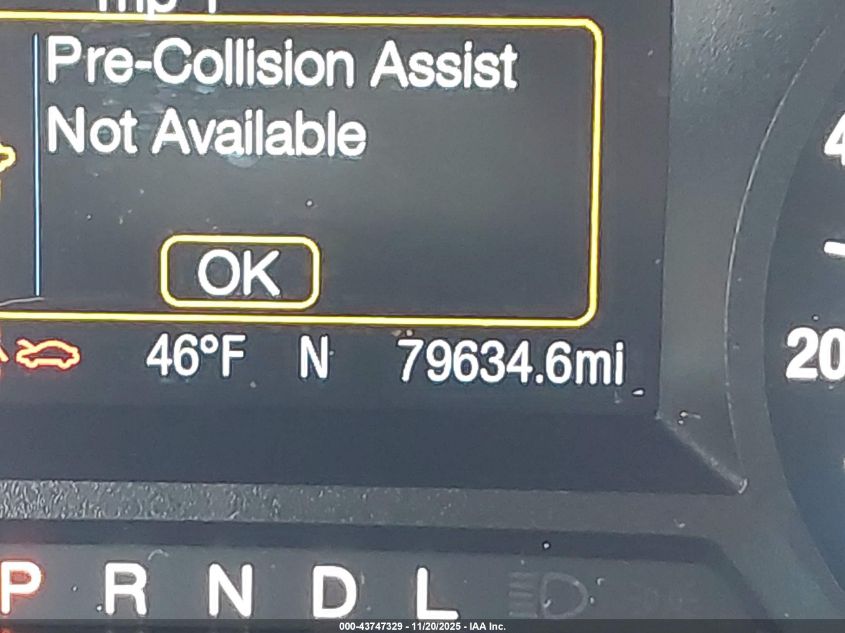 Pre-Collision Assist
Not Available
OK
46°F N 79634.6mi
20
P R N D L
000-43747329 - 11/20/2025 - IAA Inc.